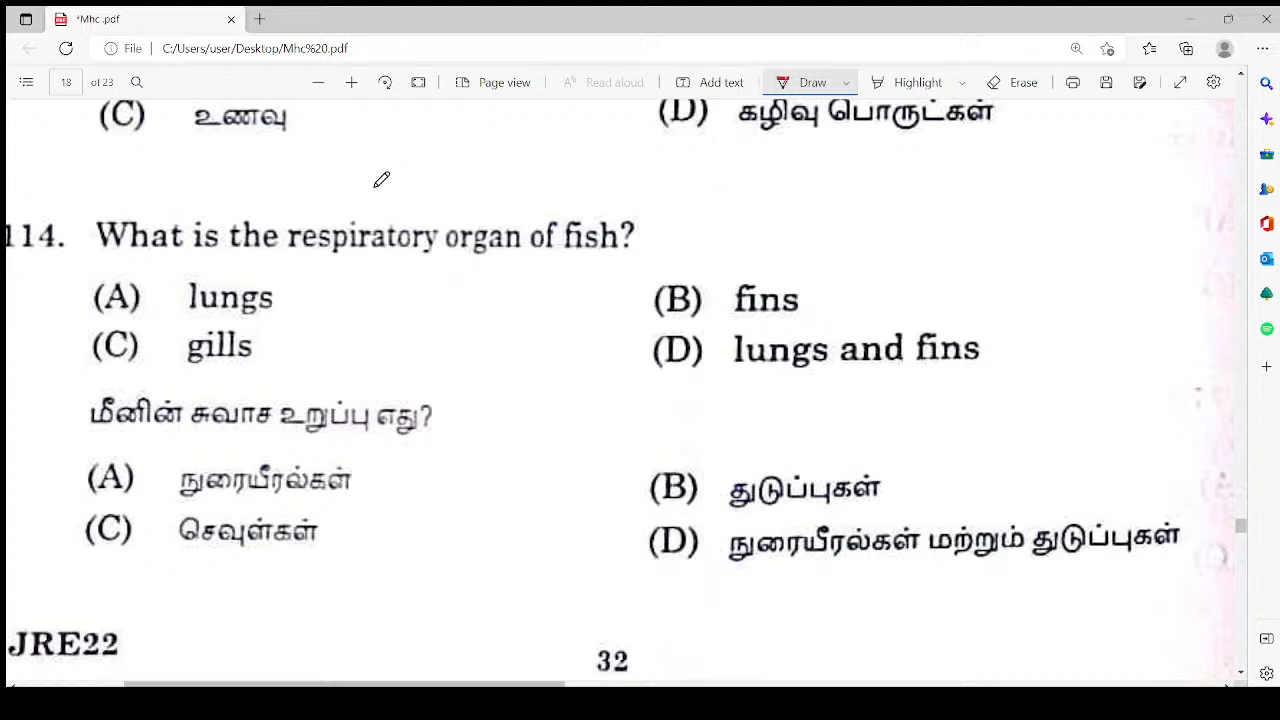 *Mhc .pdf
File | C:/Users/user/Desktop/Mhc%20.pdf
18 of 23 Page view Read aloud Add text Draw Highlight Erase
(C) உணவு (D) கழிவு பொருட்கள்
114. What is the respiratory organ of fish?
(A) lungs (B) fins
(C) gills (D) lungs and fins
மீனின் சுவாச உறுப்பு எது?
(A) நுரையீரல்கள் (B) துடுப்புகள்
(C) செவுள்கள் (D) நுரையீரல்கள் மற்றும் துடுப்புகள்
JRE22 32